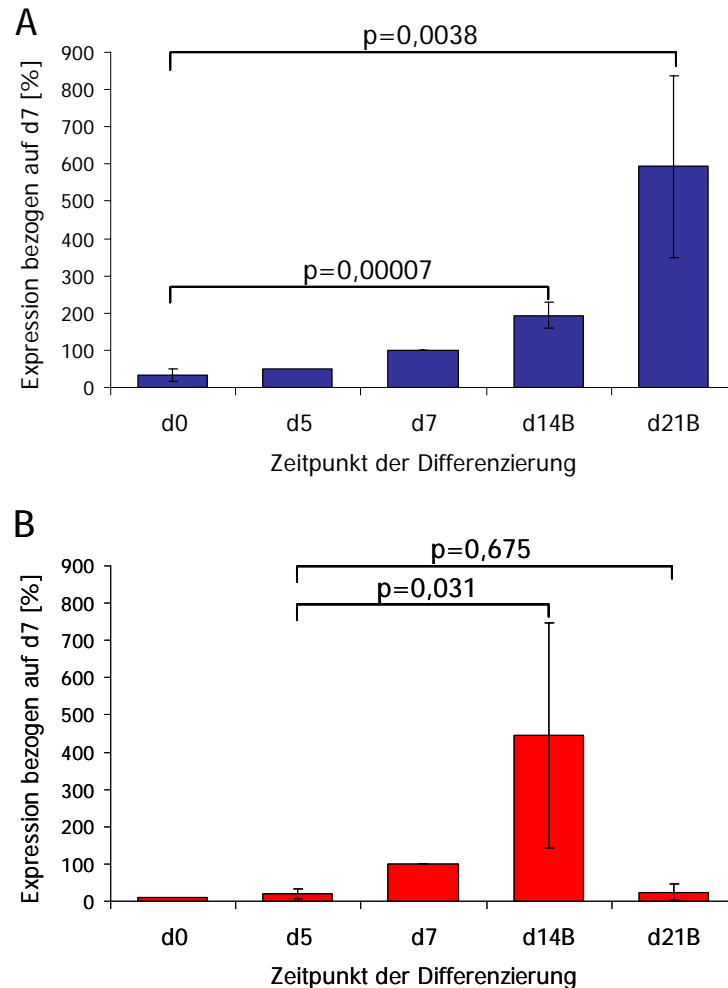 A
p=0,0038
900
800
700
600
500
400
300
200
100
0
Expression bezogen auf d7 [%]
p=0,00007
d0 d5 d7 d14B d21B
Zeitpunkt der Differenzierung
B
p=0,675
p=0,031
900
800
700
600
500
400
300
200
100
0
Expression bezogen auf d7 [%]
d0 d5 d7 d14B d21B
Zeitpunkt der Differenzierung